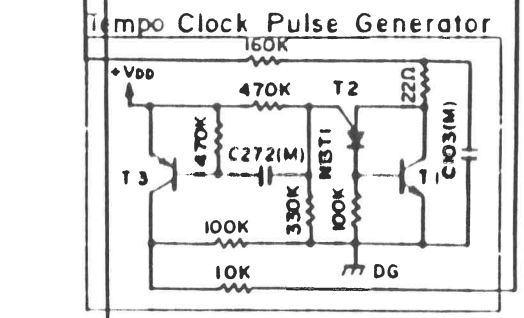 Tempo Clock Pulse Generator
160K
+VDD
470K
T2
22Ω
470K
C272(M)
N13T1
C103(M)
T3
T1
330K
100K
100K
DG
10K